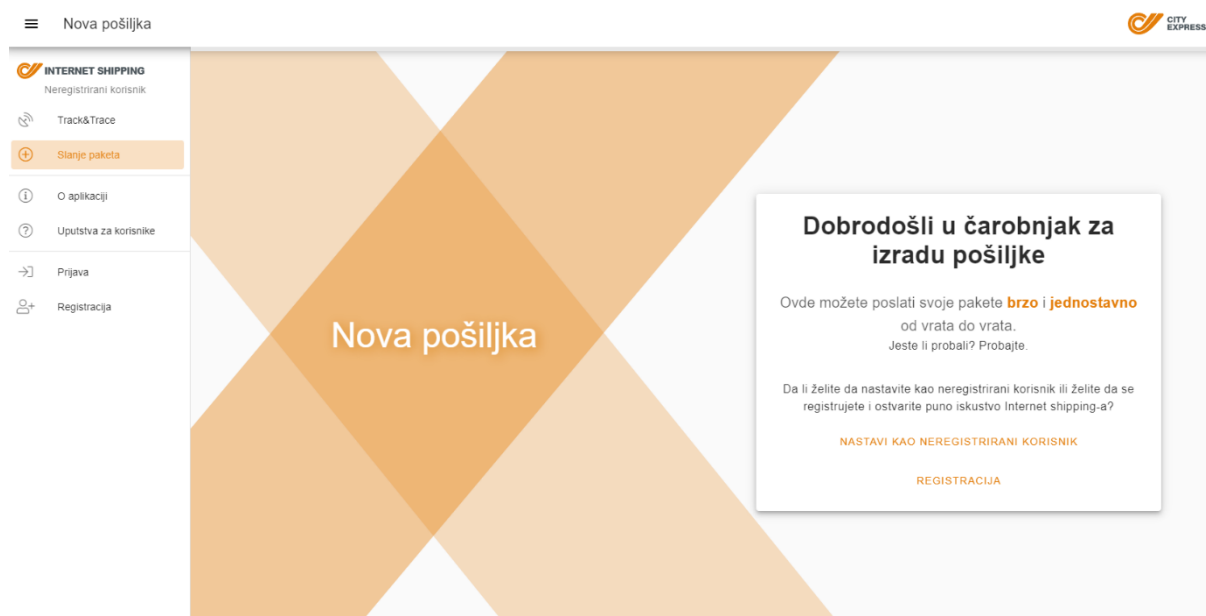 Nova pošiljka
CITY
EXPRESS
INTERNET SHIPPING
Neregistrirani korisnik
Track&Trace
Slanje paketa
O aplikaciji
Uputstva za korisnike
Prijava
Registracija
Nova pošiljka
Dobrodošli u čarobnjak za
izradu pošiljke
Ovde možete poslati svoje pakete brzo i jednostavno
od vrata do vrata.
Jeste li probali? Probajte.
Da li želite da nastavite kao neregistrirani korisnik ili želite da se
registrujete i ostvarite puno iskustvo Internet shipping-a?
NASTAVI KAO NEREGISTRIRANI KORISNIK
REGISTRACIJA